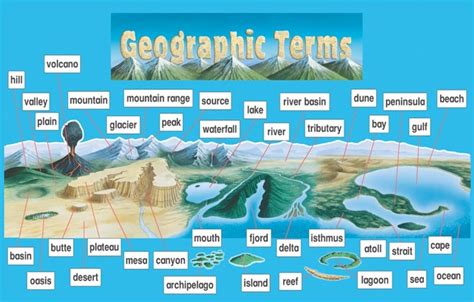 Geographic Terms
volcano
hill
valley
mountain
mountain range
source
lake
river basin
dune
peninsula
beach
plain
glacier
peak
waterfall
river
tributary
bay
gulf
basin
butte
plateau
mesa
canyon
mouth
fjord
delta
isthmus
atoll
strait
cape
oasis
desert
archipelago
island
reef
lagoon
sea
ocean